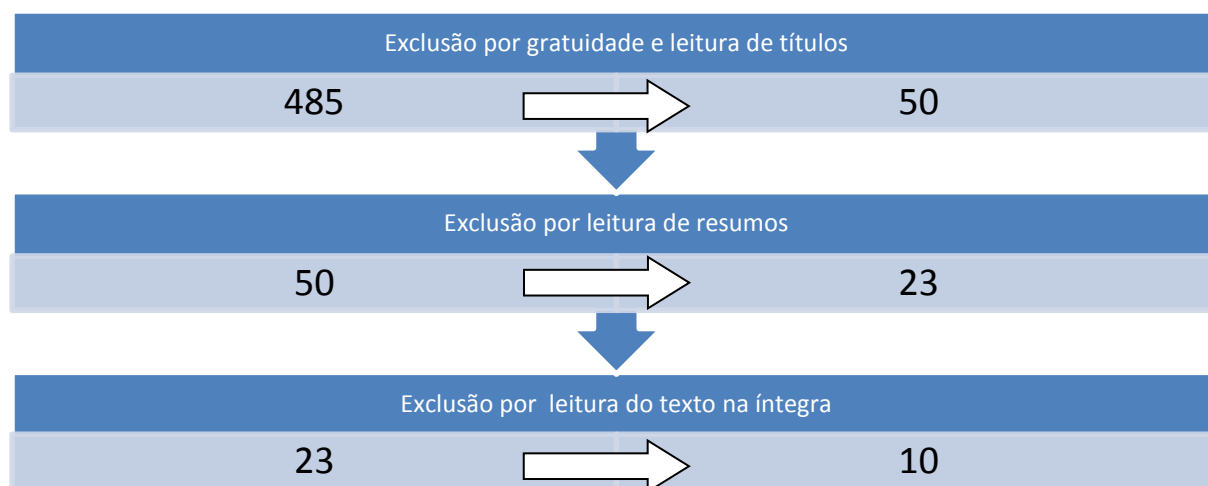 Exclusão por gratuidade e leitura de títulos
485 50
Exclusão por leitura de resumos
50 23
Exclusão por leitura do texto na íntegra
23 10